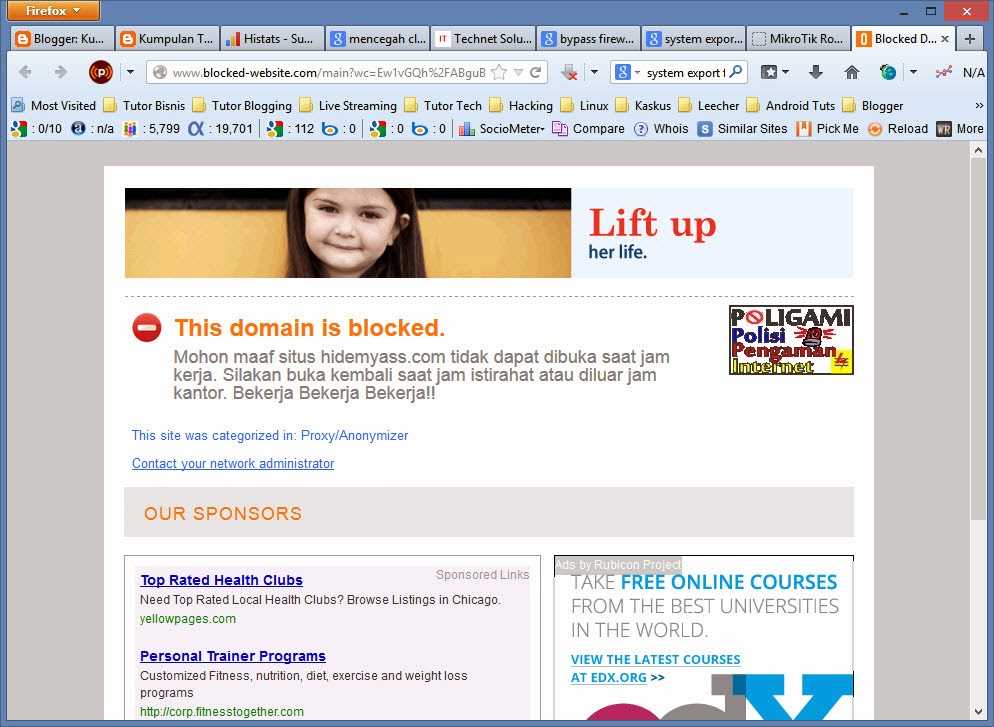 Firefox
Blogger: Ku...
Kumpulan T...
Histats - Su...
mencegah cl...
IT Technet Solu...
bypass firew...
system expor...
MikroTik Ro...
Blocked D...
www.blocked-website.com/main?wc=Ew1vGQh%2FABguB
system export f
N/A
Most Visited
Tutor Bisnis
Tutor Blogging
Live Streaming
Tutor Tech
Hacking
Linux
Kaskus
Leecher
Android Tuts
Blogger
»
: 0/10
: n/a
: 5,799
: 19,701
: 112
: 0
: 0
: 0
SocioMeter
Compare
Whois
Similar Sites
Pick Me
Reload
WR More
Lift up
her life.
This domain is blocked.
Mohon maaf situs hidemyass.com tidak dapat dibuka saat jam
kerja. Silakan buka kembali saat jam istirahat atau diluar jam
kantor. Bekerja Bekerja Bekerja!!
POLIGAMI
Polisi
Pengaman
Internet
This site was categorized in: Proxy/Anonymizer
Contact your network administrator
OUR SPONSORS
Sponsored Links
Top Rated Health Clubs
Need Top Rated Local Health Clubs? Browse Listings in Chicago.
yellowpages.com
Personal Trainer Programs
Customized Fitness, nutrition, diet, exercise and weight loss
programs
http://corp.fitnesstogether.com
Ads by Rubicon Project
TAKE FREE ONLINE COURSES
FROM THE BEST UNIVERSITIES
IN THE WORLD.
VIEW THE LATEST COURSES
AT EDX.ORG >>
edX